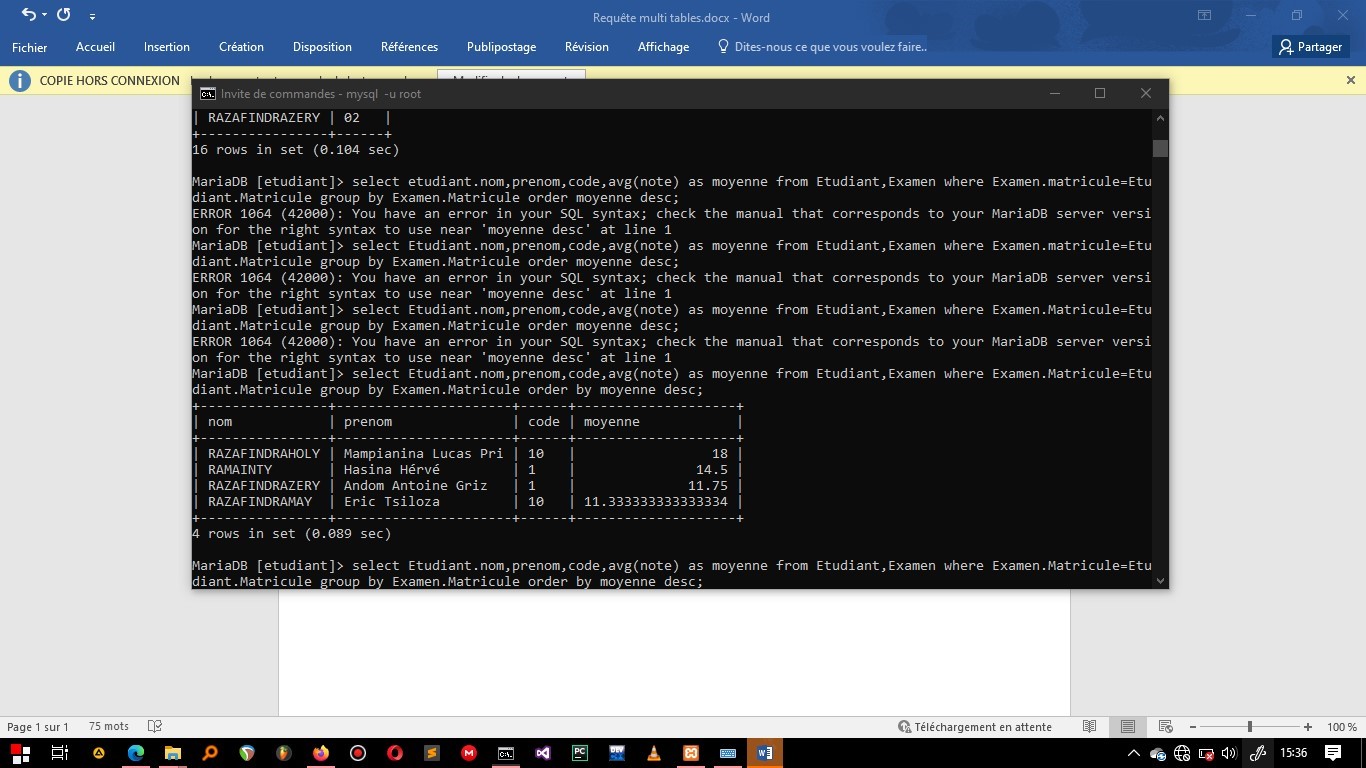 Requête multi tables.docx - Word
Fichier Accueil Insertion Création Disposition Références Publipostage Révision Affichage Dites-nous ce que vous voulez faire.. Partager
COPIE HORS CONNEXION
Invite de commandes - mysql -u root
| RAZAFINDRAZERY | 02   |
+----------------+------+
16 rows in set (0.104 sec)
MariaDB [etudiant]> select etudiant.nom,prenom,code,avg(note) as moyenne from Etudiant,Examen where Examen.matricule=Etu
diant.Matricule group by Examen.Matricule order moyenne desc;
ERROR 1064 (42000): You have an error in your SQL syntax; check the manual that corresponds to your MariaDB server versi
on for the right syntax to use near 'moyenne desc' at line 1
MariaDB [etudiant]> select Etudiant.nom,prenom,code,avg(note) as moyenne from Etudiant,Examen where Examen.matricule=Etu
diant.Matricule group by Examen.Matricule order moyenne desc;
ERROR 1064 (42000): You have an error in your SQL syntax; check the manual that corresponds to your MariaDB server versi
on for the right syntax to use near 'moyenne desc' at line 1
MariaDB [etudiant]> select Etudiant.nom,prenom,code,avg(note) as moyenne from Etudiant,Examen where Examen.Matricule=Etu
diant.Matricule group by Examen.Matricule order moyenne desc;
ERROR 1064 (42000): You have an error in your SQL syntax; check the manual that corresponds to your MariaDB server versi
on for the right syntax to use near 'moyenne desc' at line 1
MariaDB [etudiant]> select Etudiant.nom,prenom,code,avg(note) as moyenne from Etudiant,Examen where Examen.Matricule=Etu
diant.Matricule group by Examen.Matricule order by moyenne desc;
+----------------+----------------------+------+--------------------+
| nom            | prenom               | code | moyenne            |
+----------------+----------------------+------+--------------------+
| RAZAFINDRAHOLY | Mampianina Lucas Pri | 10   |                 18 |
| RAMAINTY       | Hasina Hérvé         | 1    |               14.5 |
| RAZAFINDRAZERY | Andom Antoine Griz   | 1    |              11.75 |
| RAZAFINDRAMAY  | Eric Tsiloza         | 10   | 11.333333333333334 |
+----------------+----------------------+------+--------------------+
4 rows in set (0.089 sec)
MariaDB [etudiant]> select Etudiant.nom,prenom,code,avg(note) as moyenne from Etudiant,Examen where Examen.Matricule=Etu
diant.Matricule group by Examen.Matricule order by moyenne desc;
Page 1 sur 1 75 mots Téléchargement en attente 100 %
15:36